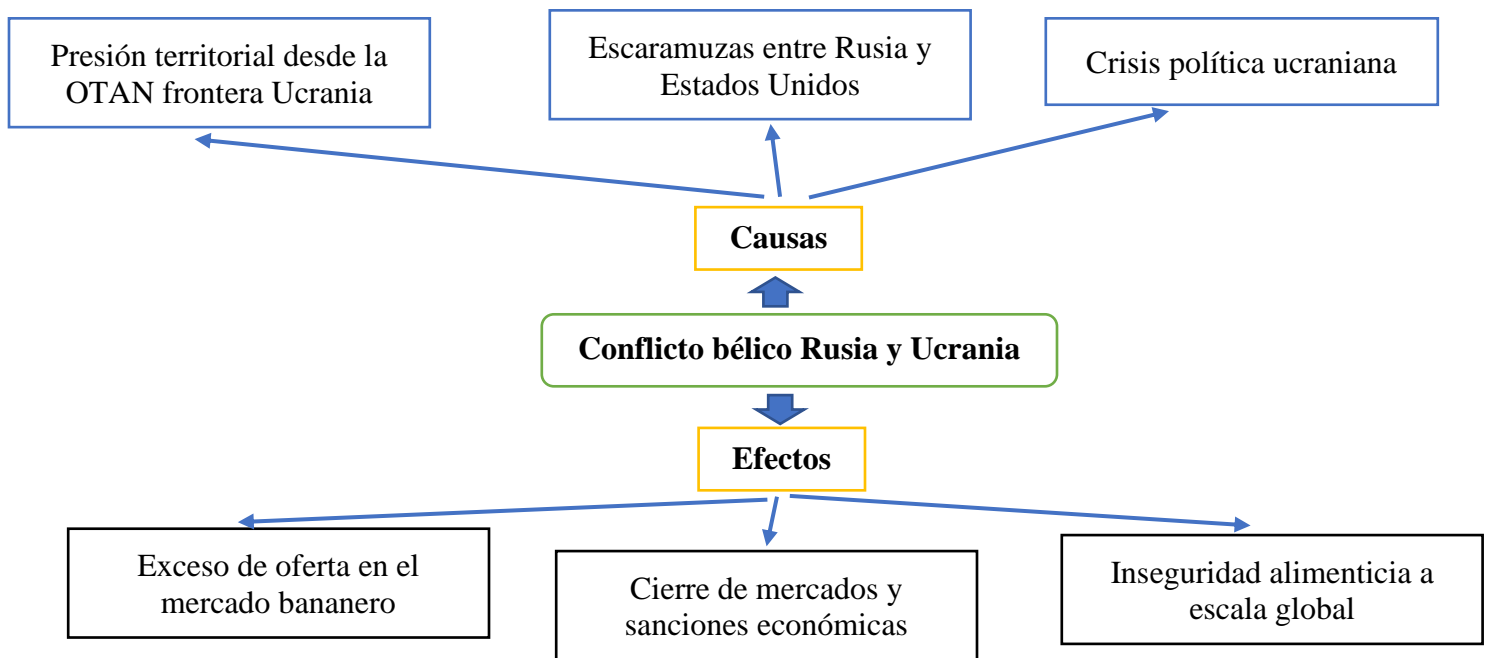 Presión territorial desde la
OTAN frontera Ucrania
Escaramuzas entre Rusia y
Estados Unidos
Crisis política ucraniana
Causas
Conflicto bélico Rusia y Ucrania
Efectos
Exceso de oferta en el
mercado bananero
Cierre de mercados y
sanciones económicas
Inseguridad alimenticia a
escala global